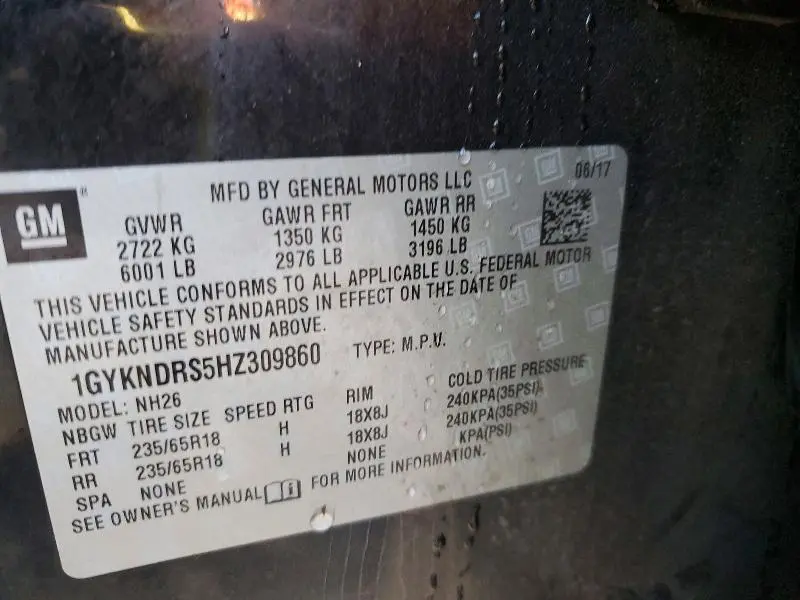 06/17
MFD BY GENERAL MOTORS LLC
GM®
GVWR GAWR FRT GAWR RR
2722 KG 1350 KG 1450 KG
6001 LB 2976 LB 3196 LB
THIS VEHICLE CONFORMS TO ALL APPLICABLE U.S. FEDERAL MOTOR
VEHICLE SAFETY STANDARDS IN EFFECT ON THE DATE OF
MANUFACTURE SHOWN ABOVE.
1GYKNDRS5HZ309860 TYPE: M.P.V.
MODEL: NH26
NBGW TIRE SIZE SPEED RTG RIM COLD TIRE PRESSURE
FRT 235/65R18 H 18X8J 240KPA(35PSI)
RR 235/65R18 H 18X8J 240KPA(35PSI)
SPA NONE NONE KPA(PSI)
SEE OWNER'S MANUAL FOR MORE INFORMATION.